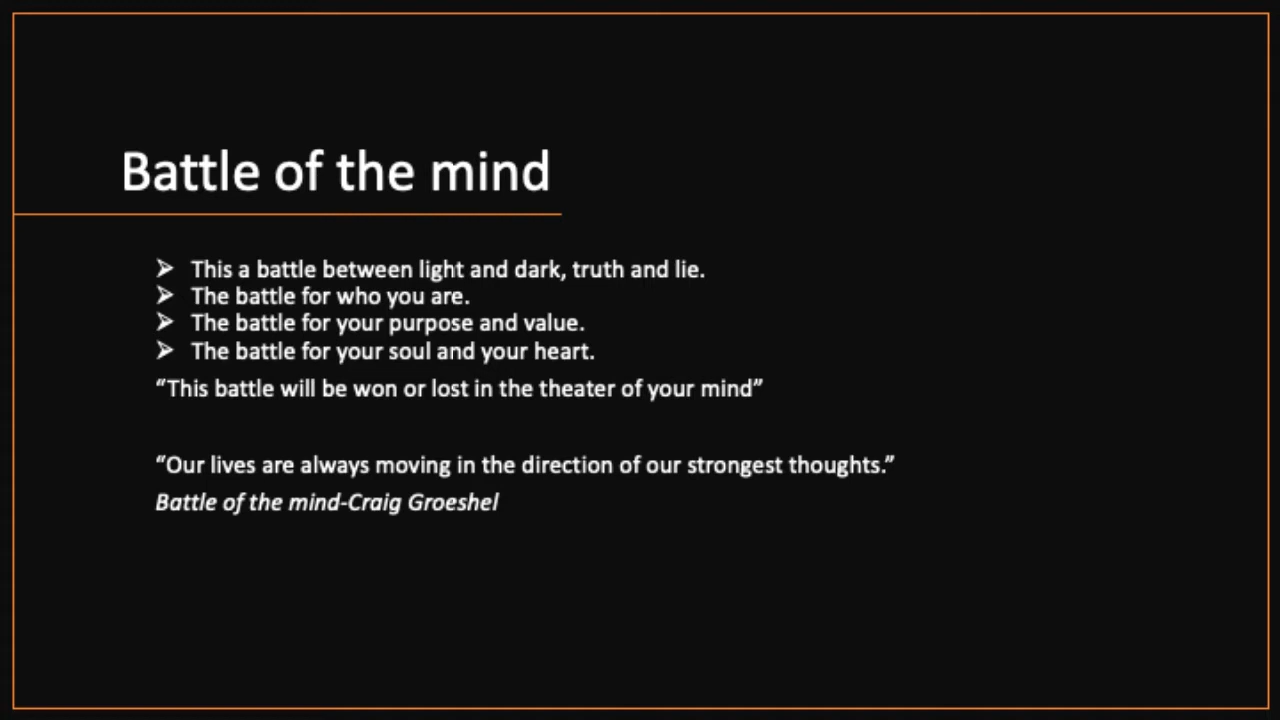 Battle of the mind
➢ This a battle between light and dark, truth and lie.
➢ The battle for who you are.
➢ The battle for your purpose and value.
➢ The battle for your soul and your heart.
“This battle will be won or lost in the theater of your mind”
“Our lives are always moving in the direction of our strongest thoughts.”
Battle of the mind-Craig Groeshel